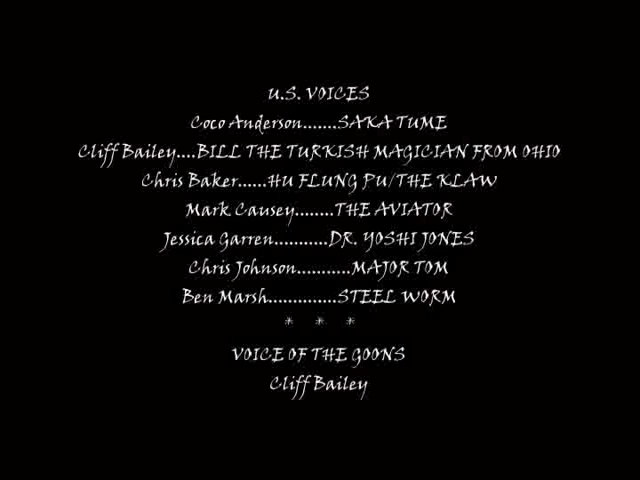 U.S. VOICES
Coco Anderson.......SAKA TUME
Cliff Bailey....BILL THE TURKISH MAGICIAN FROM OHIO
Chris Baker......HU FLUNG PU/THE KLAW
Mark Causey........THE AVIATOR
Jessica Garren...........DR. YOSHI JONES
Chris Johnson...........MAJOR TOM
Ben Marsh..............STEEL WORM
* * *
VOICE OF THE GOONS
Cliff Bailey